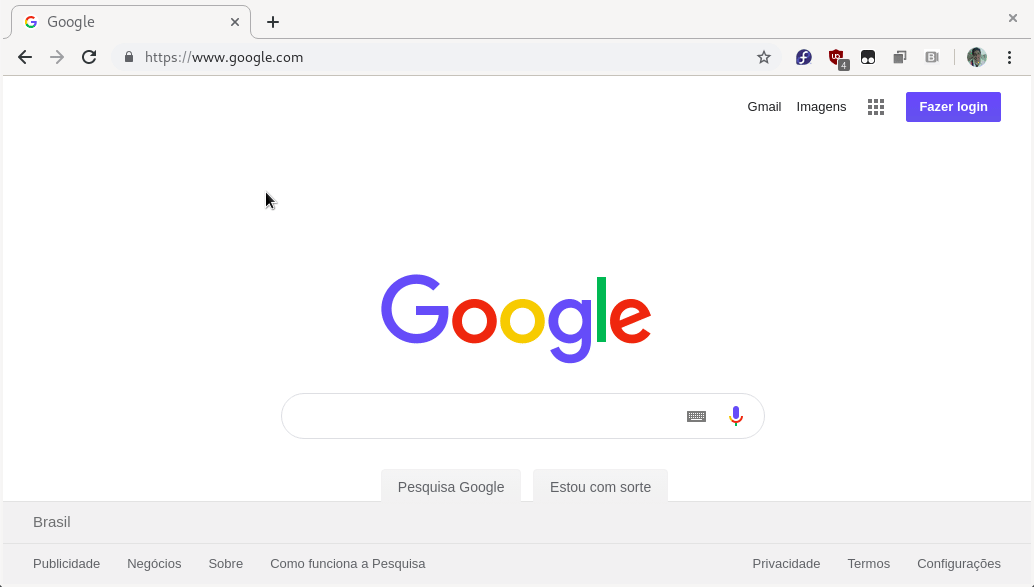 Google
https://www.google.com
4
Gmail Imagens Fazer login
Google
Pesquisa Google Estou com sorte
Brasil
Publicidade Negócios Sobre Como funciona a Pesquisa Privacidade Termos Configurações